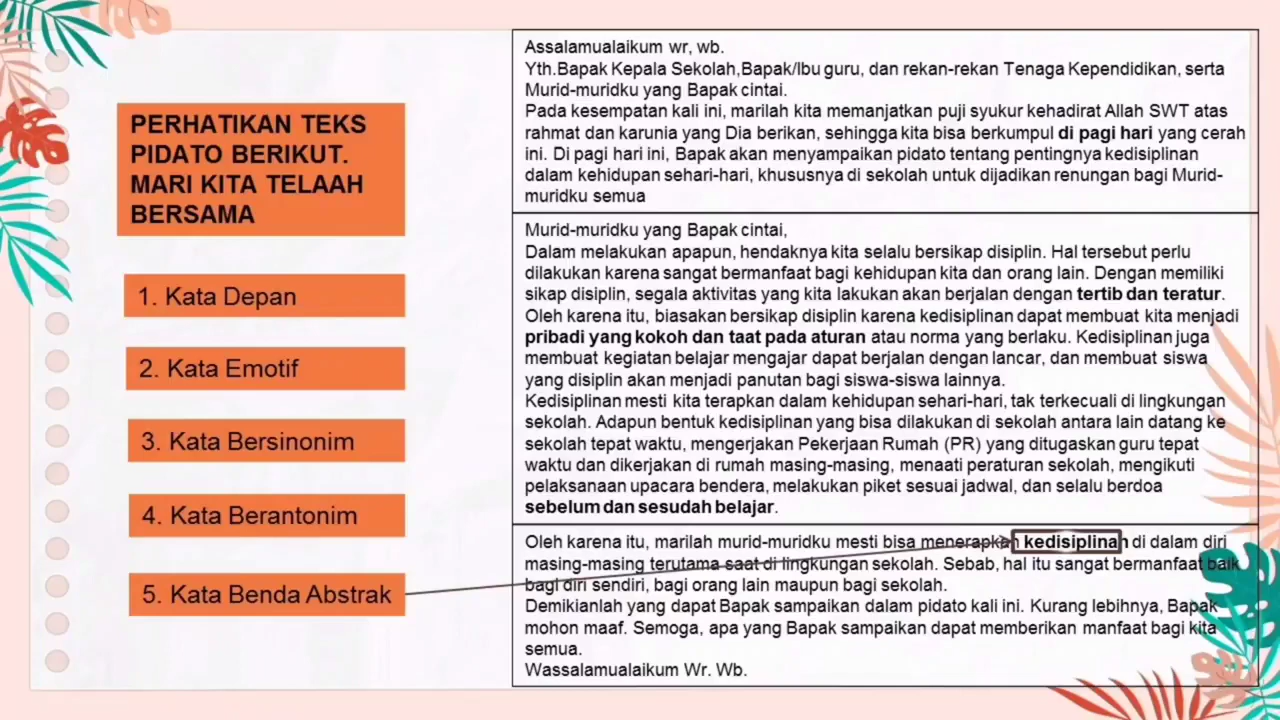 PERHATIKAN TEKS
PIDATO BERIKUT.
MARI KITA TELAAH
BERSAMA
1. Kata Depan
2. Kata Emotif
3. Kata Bersinonim
4. Kata Berantonim
5. Kata Benda Abstrak
Assalamualaikum wr, wb.
Yth.Bapak Kepala Sekolah,Bapak/Ibu guru, dan rekan-rekan Tenaga Kependidikan, serta
Murid-muridku yang Bapak cintai.
Pada kesempatan kali ini, marilah kita memanjatkan puji syukur kehadirat Allah SWT atas
rahmat dan karunia yang Dia berikan, sehingga kita bisa berkumpul di pagi hari yang cerah
ini. Di pagi hari ini, Bapak akan menyampaikan pidato tentang pentingnya kedisiplinan
dalam kehidupan sehari-hari, khususnya di sekolah untuk dijadikan renungan bagi Murid-
muridku semua
Murid-muridku yang Bapak cintai,
Dalam melakukan apapun, hendaknya kita selalu bersikap disiplin. Hal tersebut perlu
dilakukan karena sangat bermanfaat bagi kehidupan kita dan orang lain. Dengan memiliki
sikap disiplin, segala aktivitas yang kita lakukan akan berjalan dengan tertib dan teratur.
Oleh karena itu, biasakan bersikap disiplin karena kedisiplinan dapat membuat kita menjadi
pribadi yang kokoh dan taat pada aturan atau norma yang berlaku. Kedisiplinan juga
membuat kegiatan belajar mengajar dapat berjalan dengan lancar, dan membuat siswa
yang disiplin akan menjadi panutan bagi siswa-siswa lainnya.
Kedisiplinan mesti kita terapkan dalam kehidupan sehari-hari, tak terkecuali di lingkungan
sekolah. Adapun bentuk kedisiplinan yang bisa dilakukan di sekolah antara lain datang ke
sekolah tepat waktu, mengerjakan Pekerjaan Rumah (PR) yang ditugaskan guru tepat
waktu dan dikerjakan di rumah masing-masing, menaati peraturan sekolah, mengikuti
pelaksanaan upacara bendera, melakukan piket sesuai jadwal, dan selalu berdoa
sebelum dan sesudah belajar.
Oleh karena itu, marilah murid-muridku mesti bisa menerapkan kedisiplinan di dalam diri
masing-masing terutama saat di lingkungan sekolah. Sebab, hal itu sangat bermanfaat baik
bagi diri sendiri, bagi orang lain maupun bagi sekolah.
Demikianlah yang dapat Bapak sampaikan dalam pidato kali ini. Kurang lebihnya, Bapak
mohon maaf. Semoga, apa yang Bapak sampaikan dapat memberikan manfaat bagi kita
semua.
Wassalamualaikum Wr. Wb.